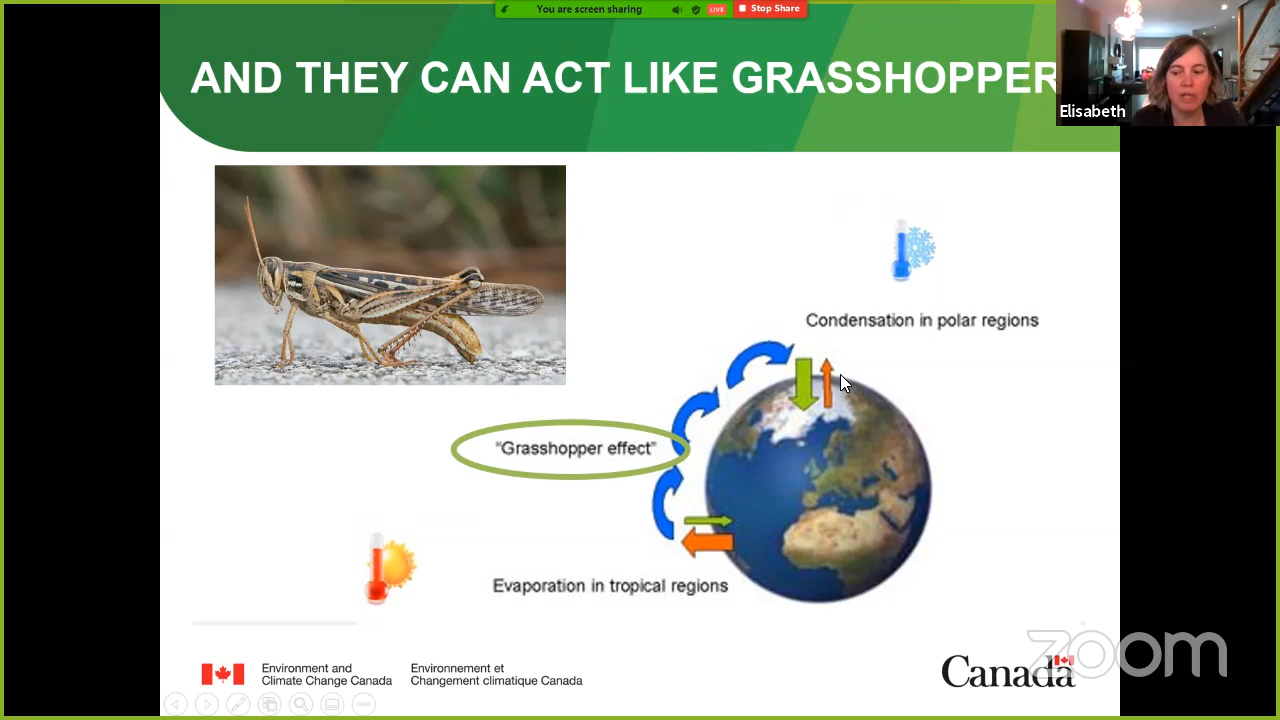 You are screen sharing
LIVE
Stop Share
AND THEY CAN ACT LIKE GRASSHOPPER
Elisabeth
Condensation in polar regions
“Grasshopper effect”
Evaporation in tropical regions
Environment and
Climate Change Canada
Environnement et
Changement climatique Canada
Canada
zoom